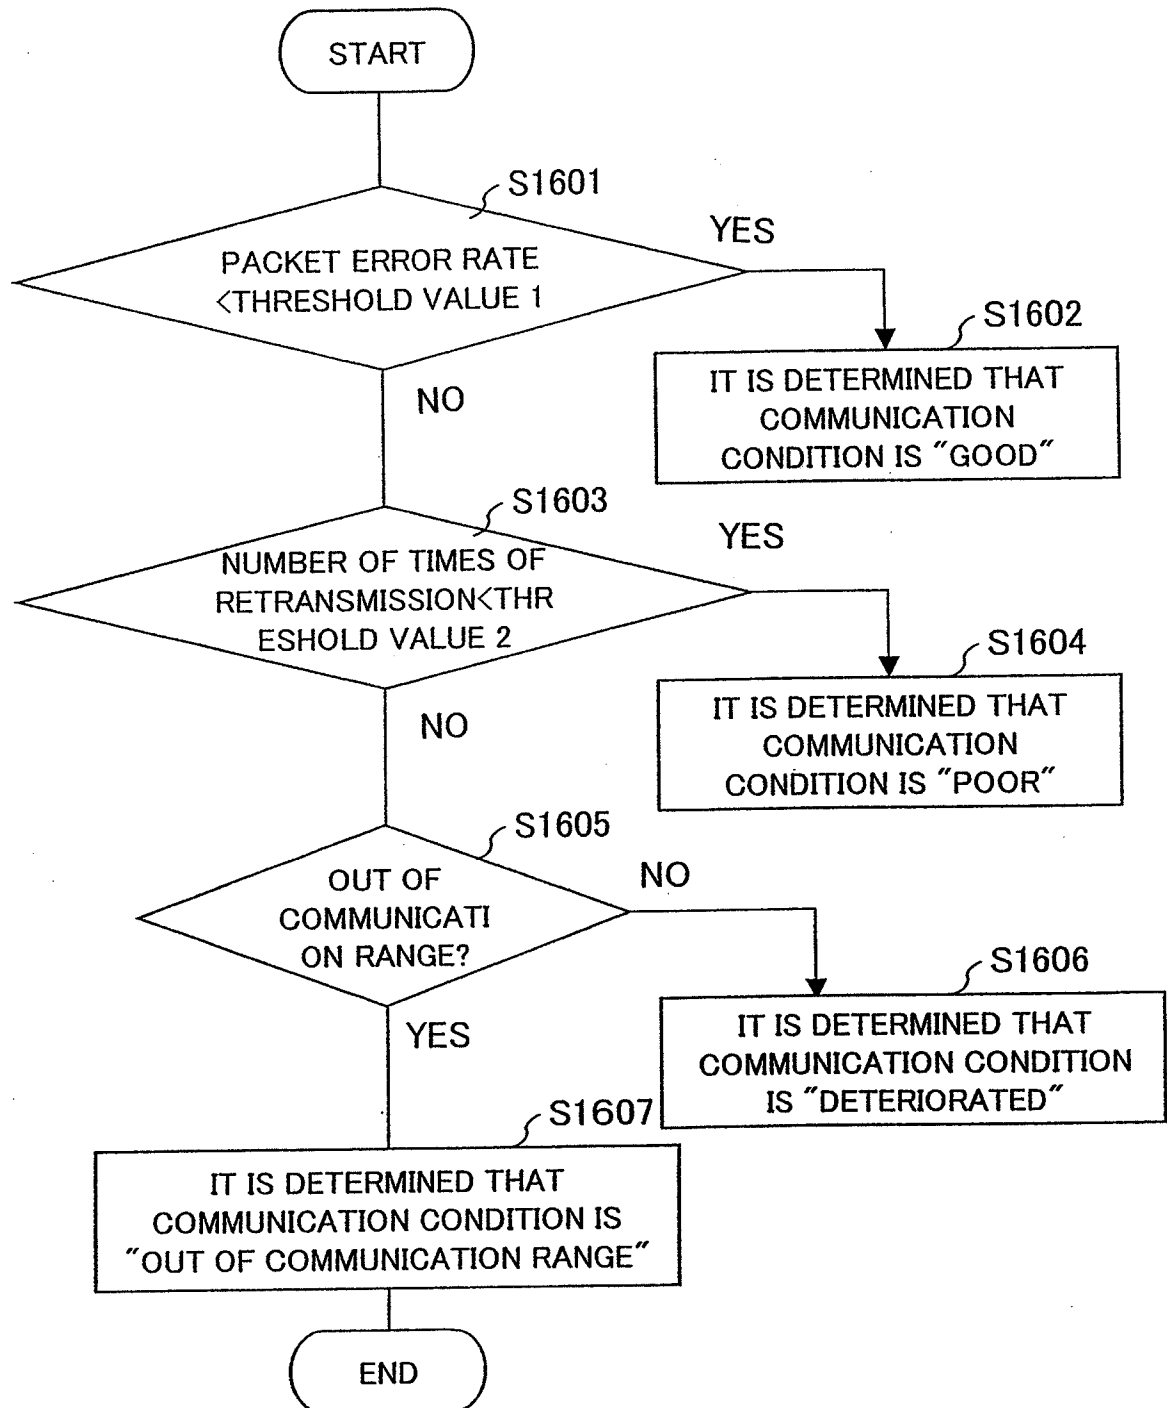 START
S1601
YES
PACKET ERROR RATE
<THRESHOLD VALUE 1
S1602
IT IS DETERMINED THAT
COMMUNICATION
CONDITION IS "GOOD"
NO
S1603
YES
NUMBER OF TIMES OF
RETRANSMISSION<THR
ESHOLD VALUE 2
S1604
IT IS DETERMINED THAT
COMMUNICATION
CONDITION IS "POOR"
NO
S1605
NO
OUT OF
COMMUNICATI
ON RANGE?
S1606
IT IS DETERMINED THAT
COMMUNICATION CONDITION
IS "DETERIORATED"
YES
S1607
IT IS DETERMINED THAT
COMMUNICATION CONDITION IS
"OUT OF COMMUNICATION RANGE"
END